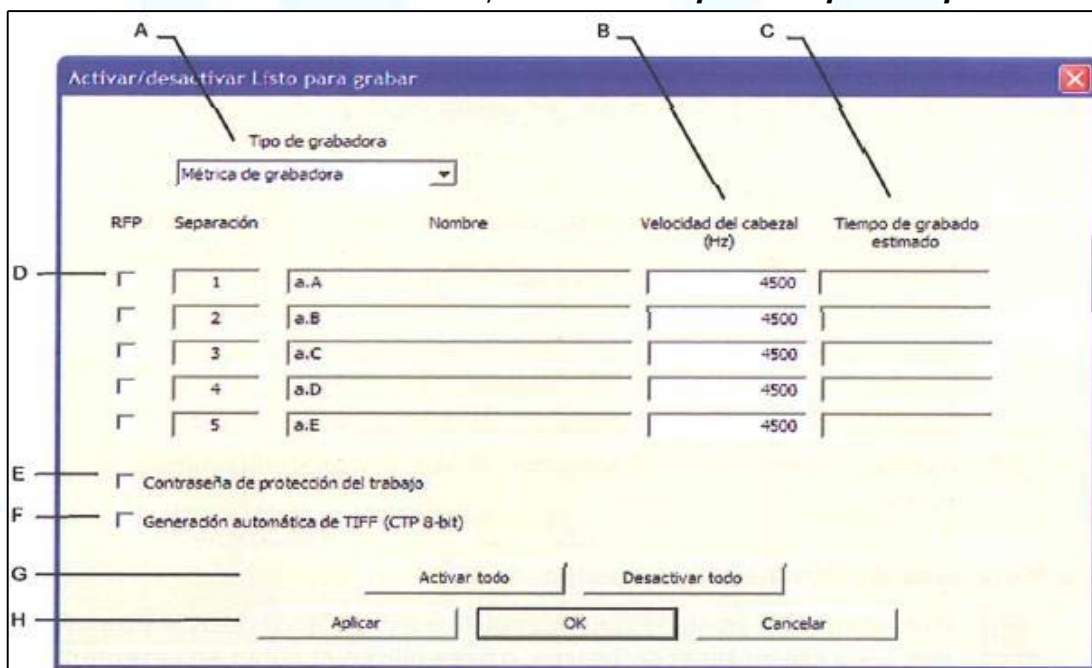 A B C
Activar/desactivar Listo para grabar
Tipo de grabadora
Métrica de grabadora
RFP Separación Nombre Velocidad del cabezal (Hz) Tiempo de grabado estimado
D 1 a.A 4500
2 a.B 4500
3 a.C 4500
4 a.D 4500
5 a.E 4500
E Contraseña de protección del trabajo
F Generación automática de TIFF (CTP 8-bit)
G Activar todo Desactivar todo
H Aplicar OK Cancelar